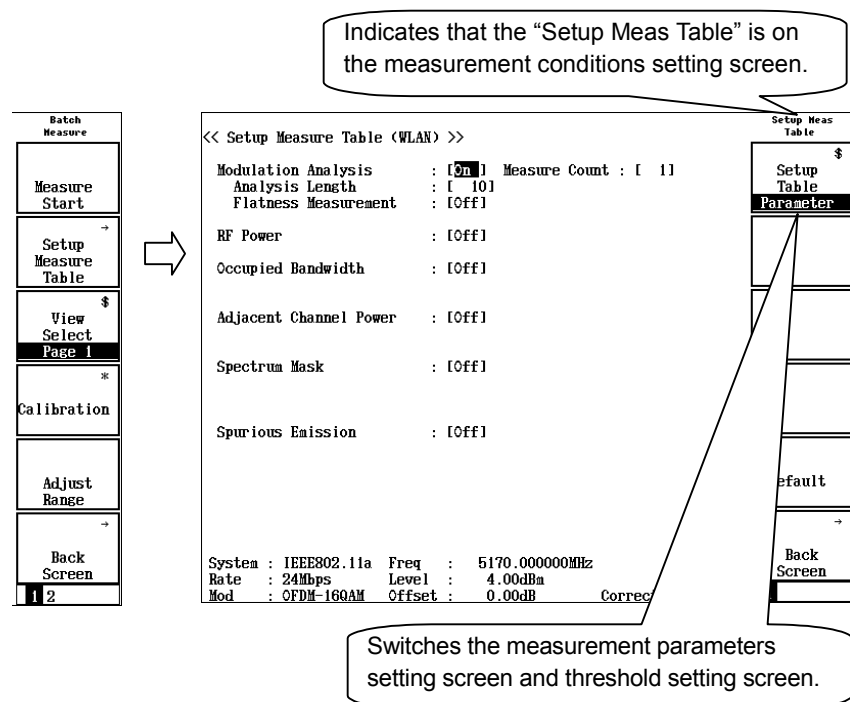 Indicates that the “Setup Meas Table” is on
the measurement conditions setting screen.
Batch
Measure
Measure
Start
→
Setup
Measure
Table
$
View
Select
Page 1
*
Calibration
Adjust
Range
→
Back
Screen
1 2
<< Setup Measure Table (WLAN) >>
Modulation Analysis : [On ] Measure Count : [ 1]
Analysis Length : [ 10]
Flatness Measurement : [Off]
RF Power : [Off]
Occupied Bandwidth : [Off]
Adjacent Channel Power : [Off]
Spectrum Mask : [Off]
Spurious Emission : [Off]
System : IEEE802.11a Freq : 5170.000000MHz
Rate : 24Mbps Level : 4.00dBm
Mod : OFDM-16QAM Offset : 0.00dB Correc
Setup Meas
Table
$
Setup
Table
Parameter
efault
→
Back
Screen
Switches the measurement parameters
setting screen and threshold setting screen.